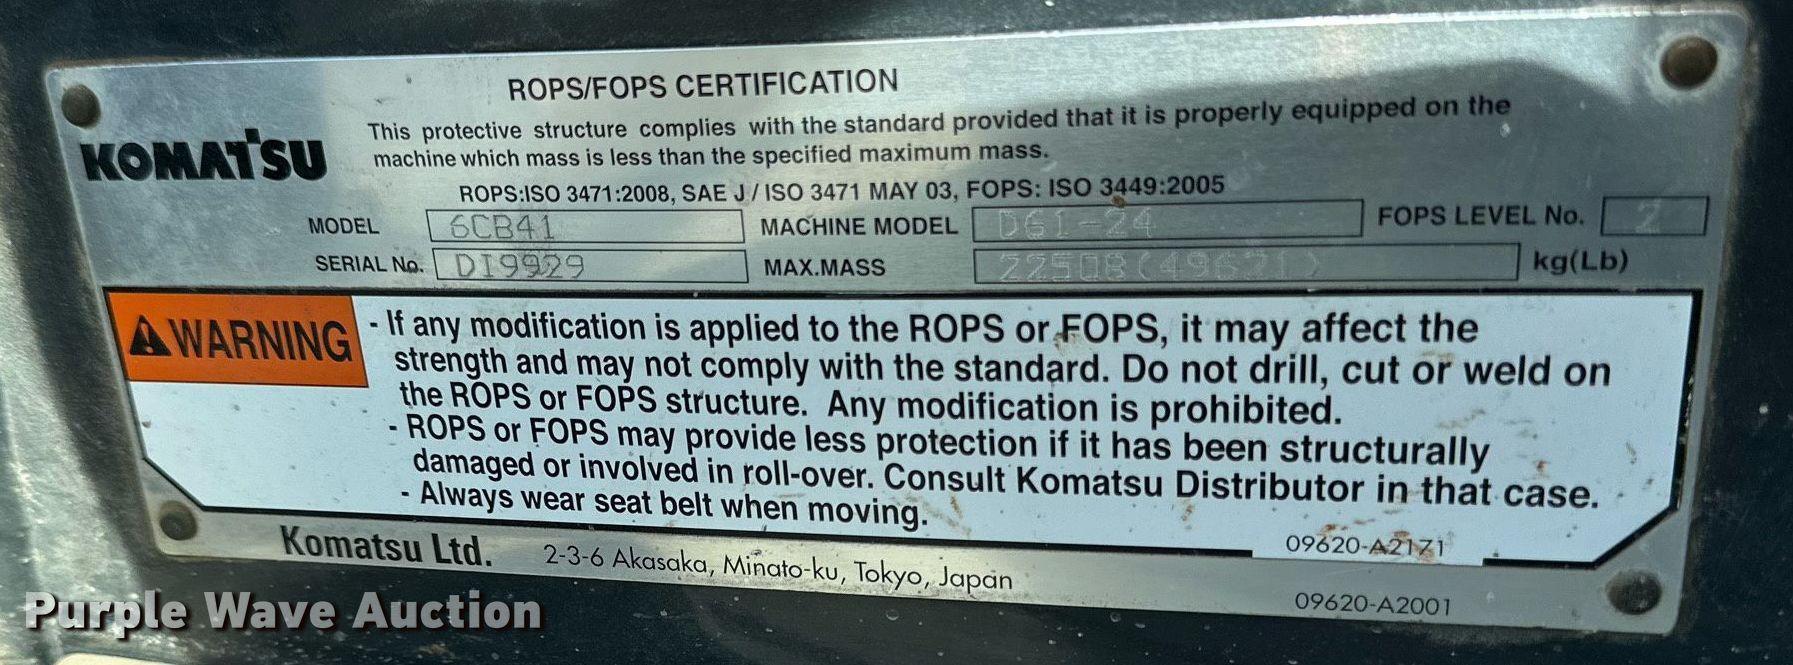 ROPS/FOPS CERTIFICATION
KOMATSU
This protective structure complies with the standard provided that it is properly equipped on the
machine which mass is less than the specified maximum mass.
ROPS:ISO 3471:2008, SAE J / ISO 3471 MAY 03, FOPS: ISO 3449:2005
MODEL 6CB41 MACHINE MODEL D61-24 FOPS LEVEL No. 2
SERIAL No. DI9929 MAX.MASS 22508(49621) kg(Lb)
WARNING
- If any modification is applied to the ROPS or FOPS, it may affect the
strength and may not comply with the standard. Do not drill, cut or weld on
the ROPS or FOPS structure. Any modification is prohibited.
- ROPS or FOPS may provide less protection if it has been structurally
damaged or involved in roll-over. Consult Komatsu Distributor in that case.
- Always wear seat belt when moving.
09620-A2171
Komatsu Ltd. 2-3-6 Akasaka, Minato-ku, Tokyo, Japan
09620-A2001
Purple Wave Auction